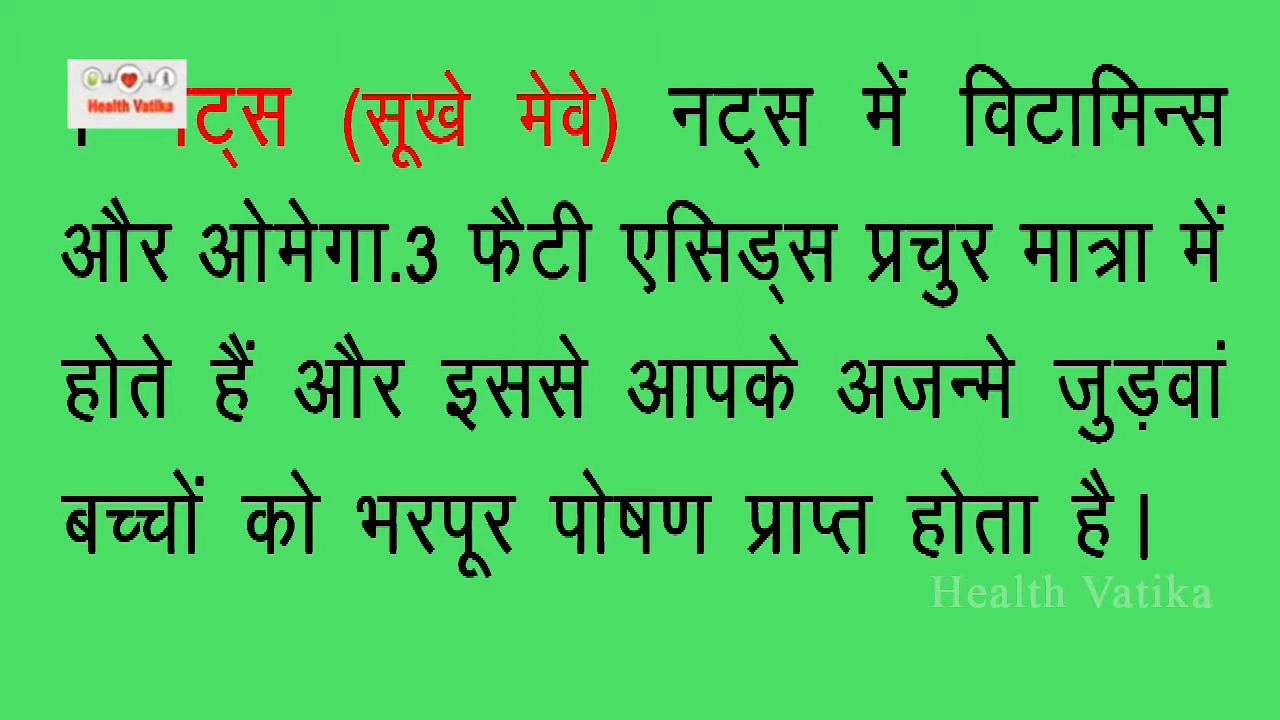 Health Vatika
(सूखे मेवे) नट्स में विटामिन्स
और ओमेगा.3 फैटी एसिड्स प्रचुर मात्रा में
होते हैं और इससे आपके अजन्मे जुड़वां
बच्चों को भरपूर पोषण प्राप्त होता है।
Health Vatika